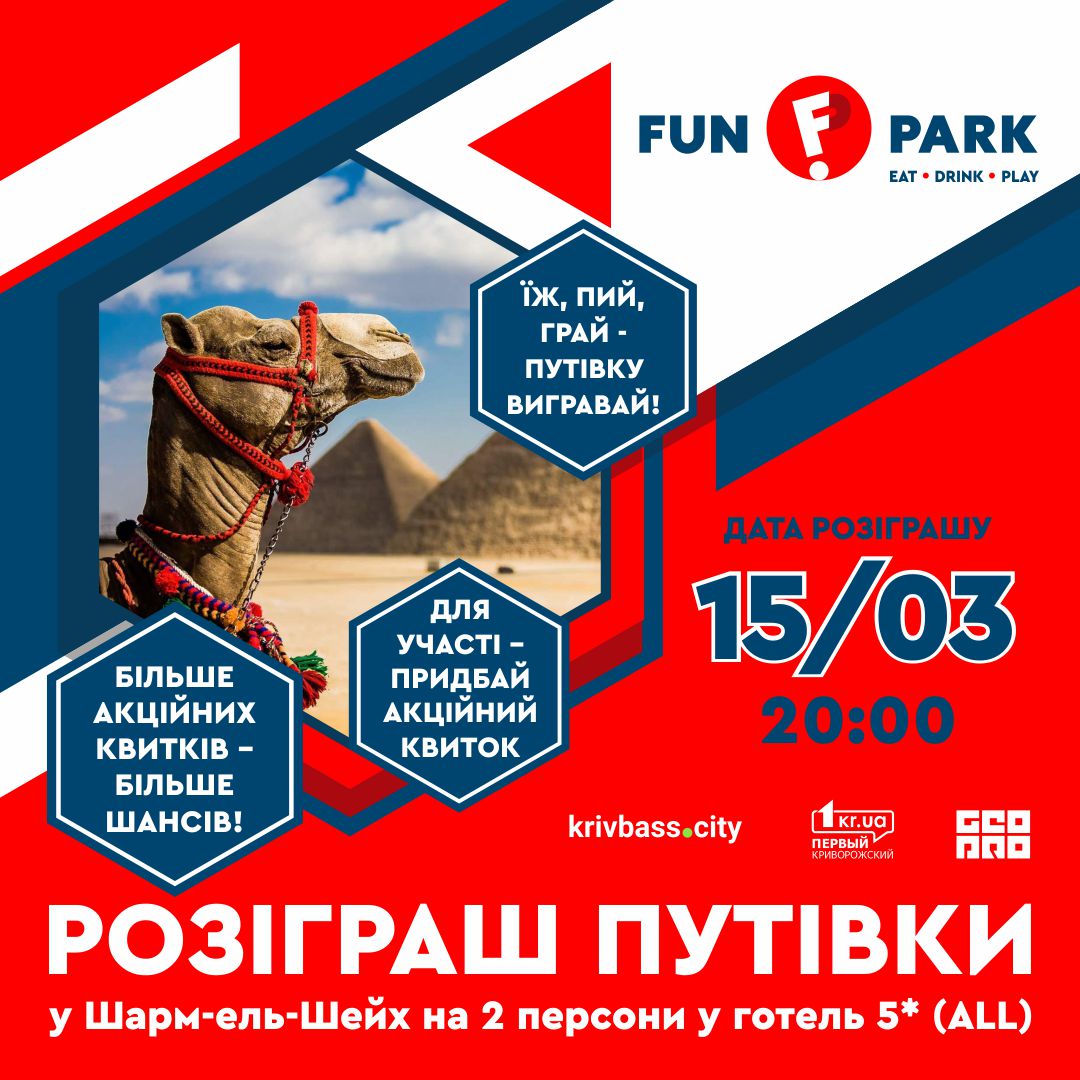 FUN PARK
EAT • DRINK • PLAY
ЇЖ, ПИЙ,
ГРАЙ -
ПУТІВКУ
ВИГРАВАЙ!
ДАТА РОЗІГРАШУ
15/03
20:00
ДЛЯ
УЧАСТІ –
ПРИДБАЙ
АКЦІЙНИЙ
КВИТОК
БІЛЬШЕ
АКЦІЙНИХ
КВИТКІВ –
БІЛЬШЕ
ШАНСІВ!
krivbass.city
1kr.ua
ПЕРВЫЙ
КРИВОРОЖСКИЙ
GEO
PRO
РОЗІГРАШ ПУТІВКИ
у Шарм-ель-Шейх на 2 персони у готель 5* (ALL)